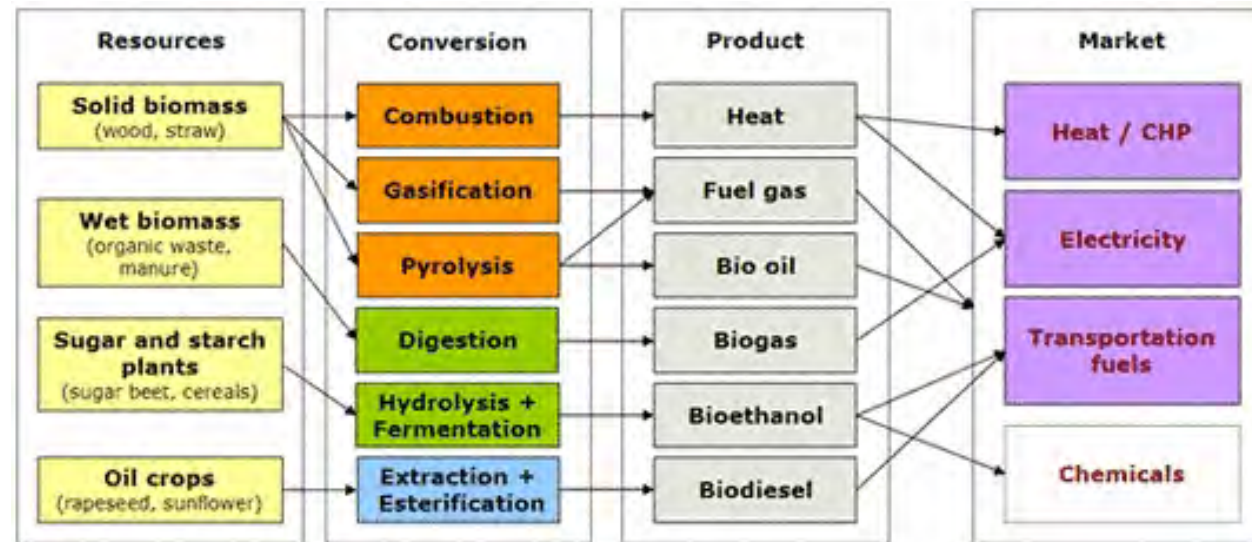 Resources
Solid biomass
(wood, straw)
Wet biomass
(organic waste,
manure)
Sugar and starch
plants
(sugar beet, cereals)
Oil crops
(rapeseed, sunflower)
Conversion
Combustion
Gasification
Pyrolysis
Digestion
Hydrolysis +
Fermentation
Extraction +
Esterification
Product
Heat
Fuel gas
Bio oil
Biogas
Bioethanol
Biodiesel
Market
Heat / CHP
Electricity
Transportation
fuels
Chemicals